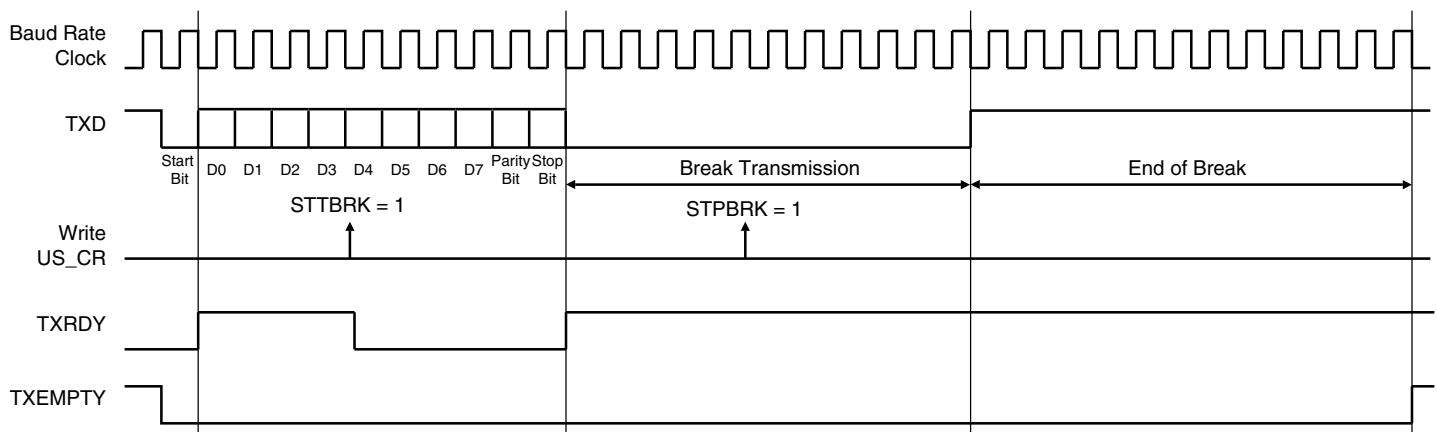 Baud Rate
Clock
TXD
Start
Bit
D0 D1 D2 D3 D4 D5 D6 D7
Parity
Bit
Stop
Bit
Break Transmission
End of Break
STTBRK = 1
STPBRK = 1
Write
US_CR
TXRDY
TXEMPTY